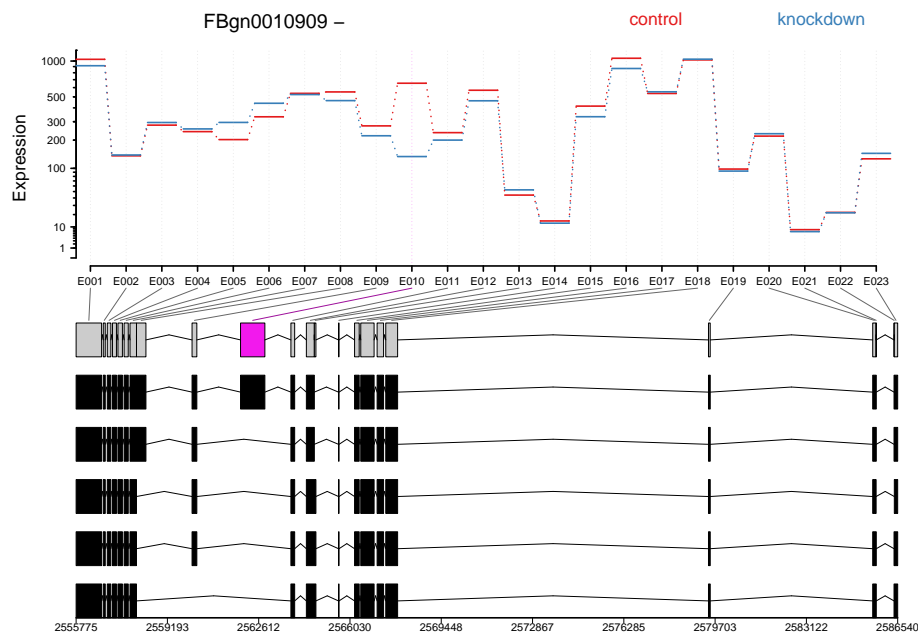 FBgn0010909 − control knockdown
1000
500
300
200
100
10
1
Expression
E001 E002 E003 E004 E005 E006 E007 E008 E009 E010 E011 E012 E013 E014 E015 E016 E017 E018 E019 E020 E021 E022 E023
2555775 2559193 2562612 2566030 2569448 2572867 2576285 2579703 2583122 2586540